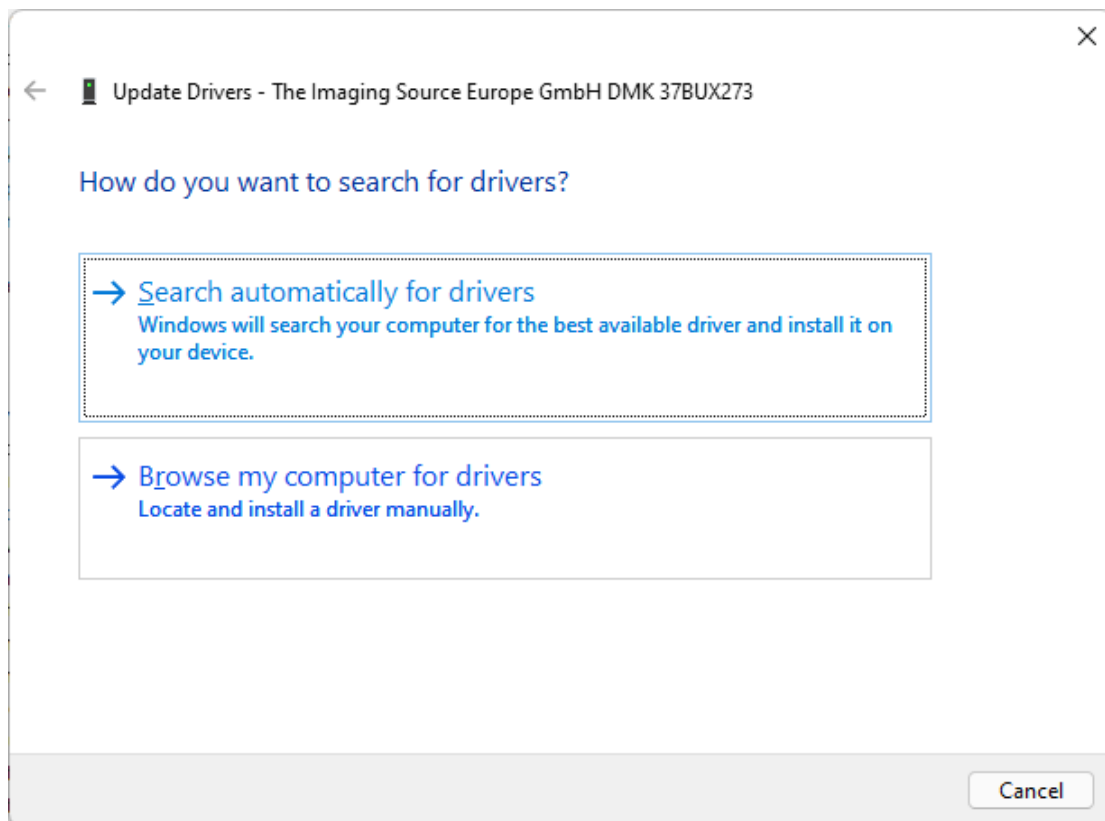 Update Drivers - The Imaging Source Europe GmbH DMK 37BUX273
How do you want to search for drivers?
Search automatically for drivers
Windows will search your computer for the best available driver and install it on
your device.
Browse my computer for drivers
Locate and install a driver manually.
Cancel